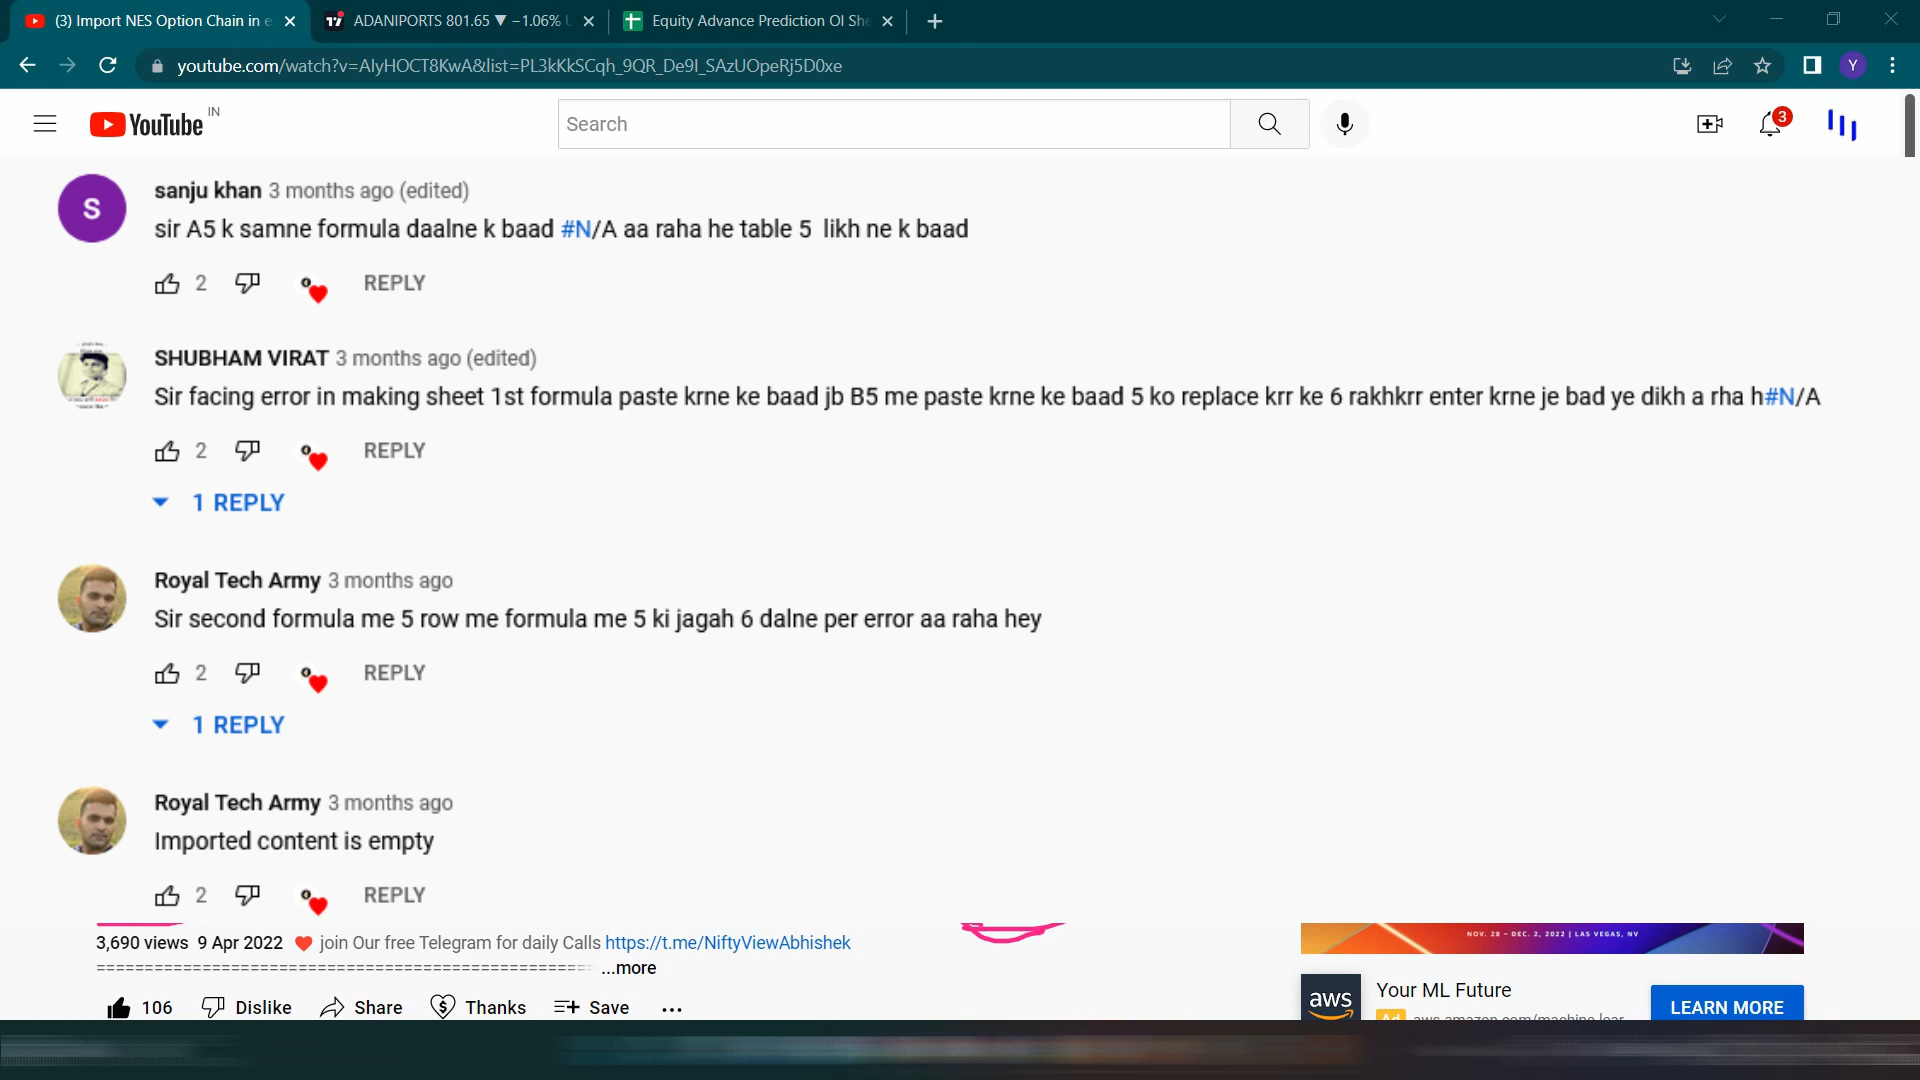 (3) Import NES Option Chain in e
ADANIPORTS 801.65 ▼ −1.06%
Equity Advance Prediction OI She
youtube.com/watch?v=AlyHOCT8KwA&list=PL3kKkSCqh_9QR_De9I_SAzUOpeRj5D0xe
Y
YouTube IN
Search
3
S
sanju khan 3 months ago (edited)
sir A5 k samne formula daalne k baad #N/A aa raha he table 5 likh ne k baad
2 REPLY
SHUBHAM VIRAT 3 months ago (edited)
Sir facing error in making sheet 1st formula paste krne ke baad jb B5 me paste krne ke baad 5 ko replace krr ke 6 rakhkrr enter krne je bad ye dikh a rha h#N/A
2 REPLY
1 REPLY
Royal Tech Army 3 months ago
Sir second formula me 5 row me formula me 5 ki jagah 6 dalne per error aa raha hey
2 REPLY
1 REPLY
Royal Tech Army 3 months ago
Imported content is empty
2 REPLY
3,690 views 9 Apr 2022 ❤️ join Our free Telegram for daily Calls https://t.me/NiftyViewAbhishek
==================================================== ...more
106 Dislike Share Thanks Save ...
NOV. 28 – DEC. 2, 2022 | LAS VEGAS, NV
aws
Your ML Future
Ad aws.amazon.com/machine-lear
LEARN MORE